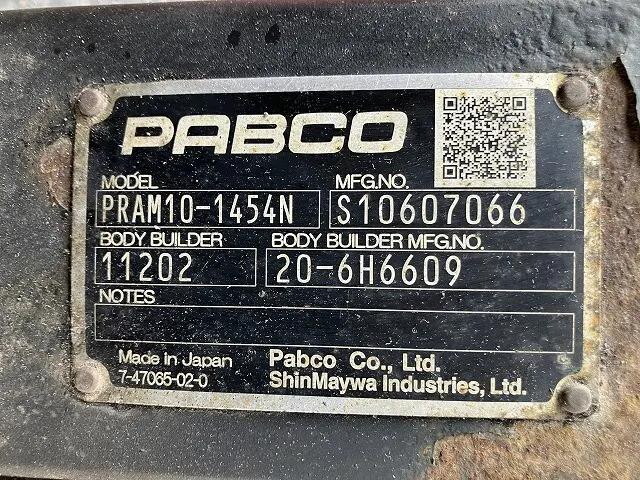 PABCO
MODEL MFG.NO.
PRAM10-1454N S10607066
BODY BUILDER BODY BUILDER MFG.NO.
11202 20-6H6609
NOTES
Made in Japan Pabco Co., Ltd.
7-47065-02-0 ShinMaywa Industries, Ltd.